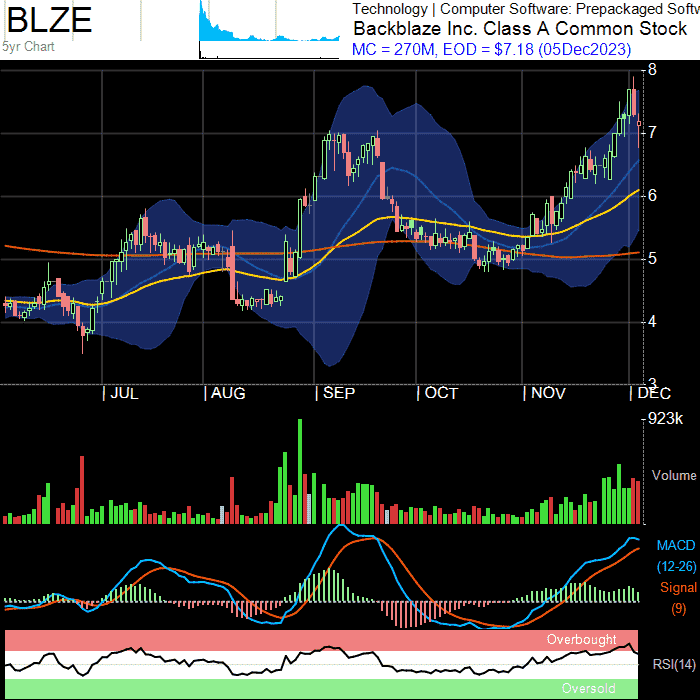 BLZE
5yr Chart
Technology | Computer Software: Prepackaged Softw
Backblaze Inc. Class A Common Stock
MC = 270M, EOD = $7.18 (05Dec2023)
8
7
6
5
4
3
JUL
AUG
SEP
OCT
NOV
DEC
923k
Volume
MACD
(12-26)
Signal
(9)
Overbought
RSI(14)
Oversold